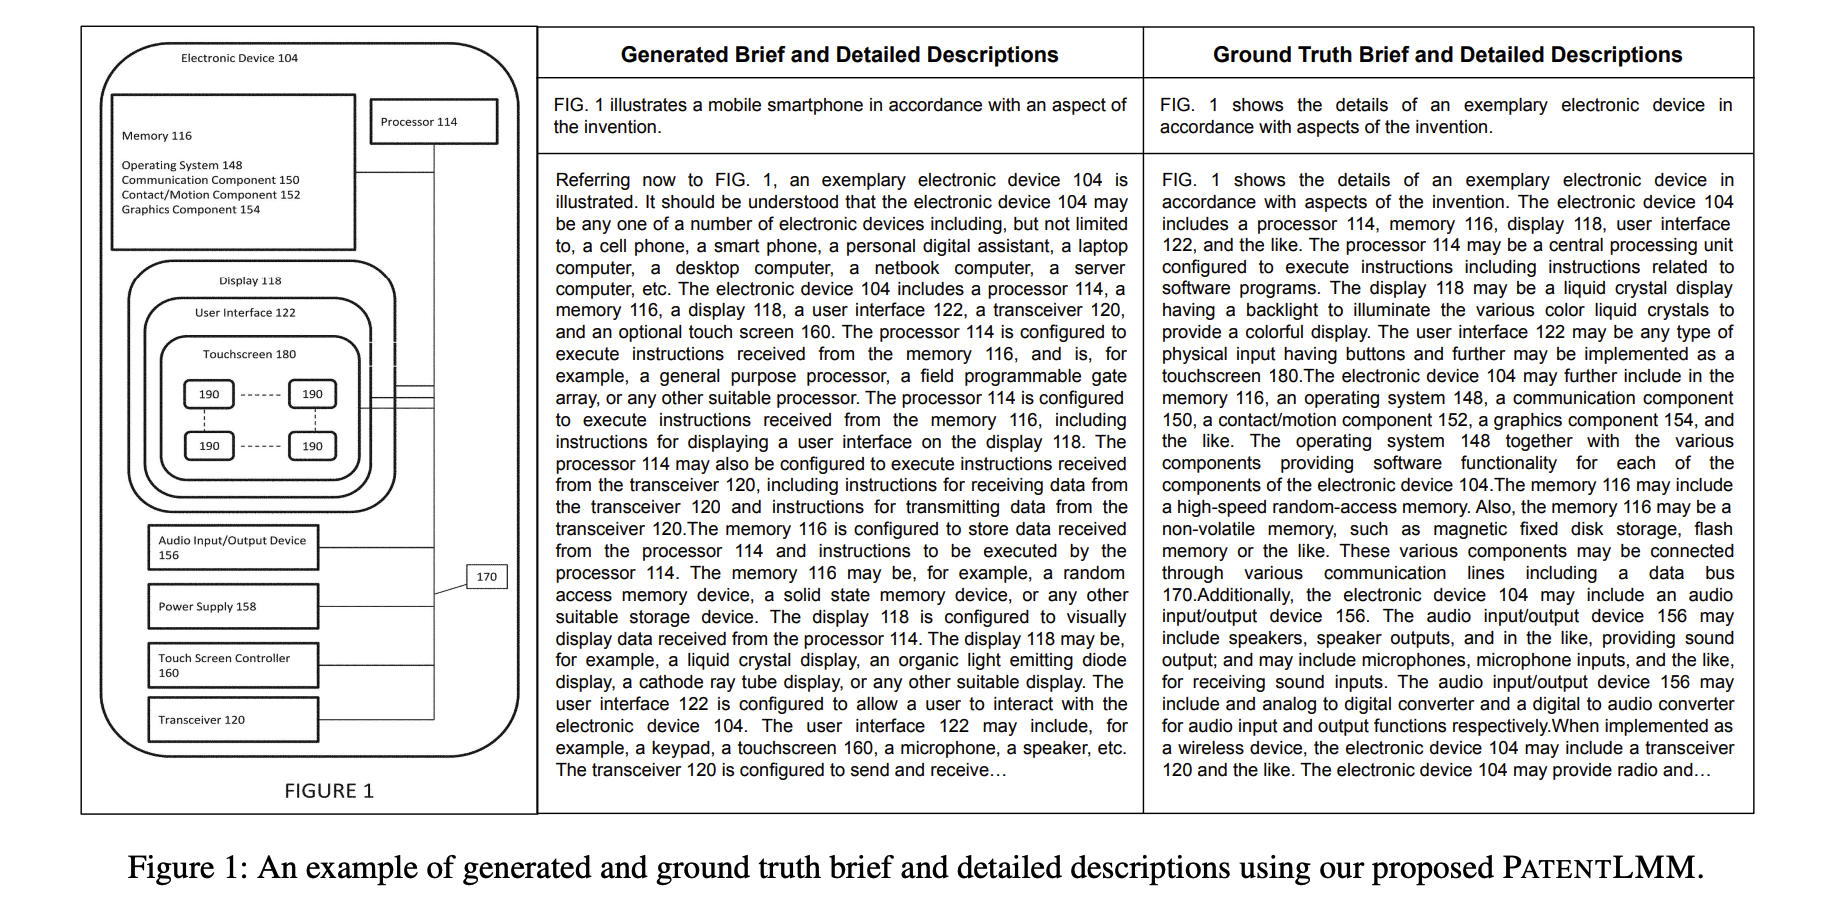 Electronic Device 104
Memory 116
Operating System 148
Communication Component 150
Contact/Motion Component 152
Graphics Component 154
Processor 114
Display 118
User Interface 122
Touchscreen 180
190 190
190 190
Audio Input/Output Device
156
170
Power Supply 158
Touch Screen Controller
160
Transceiver 120
FIGURE 1
Generated Brief and Detailed Descriptions
FIG. 1 illustrates a mobile smartphone in accordance with an aspect of
the invention.
Referring now to FIG. 1, an exemplary electronic device 104 is
illustrated. It should be understood that the electronic device 104 may
be any one of a number of electronic devices including, but not limited
to, a cell phone, a smart phone, a personal digital assistant, a laptop
computer, a desktop computer, a netbook computer, a server
computer, etc. The electronic device 104 includes a processor 114, a
memory 116, a display 118, a user interface 122, a transceiver 120,
and an optional touch screen 160. The processor 114 is configured to
execute instructions received from the memory 116, and is, for
example, a general purpose processor, a field programmable gate
array, or any other suitable processor. The processor 114 is configured
to execute instructions received from the memory 116, including
instructions for displaying a user interface on the display 118. The
processor 114 may also be configured to execute instructions received
from the transceiver 120, including instructions for receiving data from
the transceiver 120 and instructions for transmitting data from the
transceiver 120.The memory 116 is configured to store data received
from the processor 114 and instructions to be executed by the
processor 114. The memory 116 may be, for example, a random
access memory device, a solid state memory device, or any other
suitable storage device. The display 118 is configured to visually
display data received from the processor 114. The display 118 may be,
for example, a liquid crystal display, an organic light emitting diode
display, a cathode ray tube display, or any other suitable display. The
user interface 122 is configured to allow a user to interact with the
electronic device 104. The user interface 122 may include, for
example, a keypad, a touchscreen 160, a microphone, a speaker, etc.
The transceiver 120 is configured to send and receive…
Ground Truth Brief and Detailed Descriptions
FIG. 1 shows the details of an exemplary electronic device in
accordance with aspects of the invention.
FIG. 1 shows the details of an exemplary electronic device in
accordance with aspects of the invention. The electronic device 104
includes a processor 114, memory 116, display 118, user interface
122, and the like. The processor 114 may be a central processing unit
configured to execute instructions including instructions related to
software programs. The display 118 may be a liquid crystal display
having a backlight to illuminate the various color liquid crystals to
provide a colorful display. The user interface 122 may be any type of
physical input having buttons and further may be implemented as a
touchscreen 180.The electronic device 104 may further include in the
memory 116, an operating system 148, a communication component
150, a contact/motion component 152, a graphics component 154, and
the like. The operating system 148 together with the various
components providing software functionality for each of the
components of the electronic device 104.The memory 116 may include
a high-speed random-access memory. Also, the memory 116 may be a
non-volatile memory, such as magnetic fixed disk storage, flash
memory or the like. These various components may be connected
through various communication lines including a data bus
170.Additionally, the electronic device 104 may include an audio
input/output device 156. The audio input/output device 156 may
include speakers, speaker outputs, and in the like, providing sound
output; and may include microphones, microphone inputs, and the like,
for receiving sound inputs. The audio input/output device 156 may
include and analog to digital converter and a digital to audio converter
for audio input and output functions respectively.When implemented as
a wireless device, the electronic device 104 may include a transceiver
120 and the like. The electronic device 104 may provide radio and…
Figure 1: An example of generated and ground truth brief and detailed descriptions using our proposed PATENTLMM.